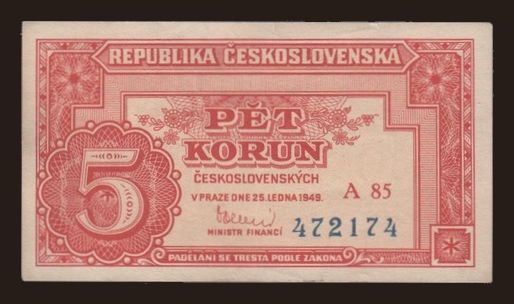 REPUBLIKA ČESKOSLOVENSKÁ
PĚT
KORUN
ČESKOSLOVENSKÝCH
5
V PRAZE DNE 25. LEDNA 1949.
A 85
MINISTR FINANCÍ
472174
PADĚLÁNÍ SE TRESTÁ PODLE ZÁKONA